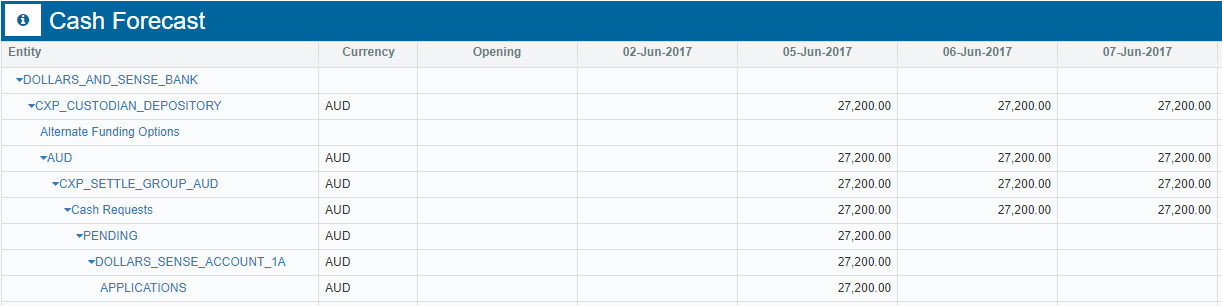 Cash Forecast
Entity Currency Opening 02-Jun-2017 05-Jun-2017 06-Jun-2017 07-Jun-2017
DOLLARS_AND_SENSE_BANK
CXP_CUSTODIAN_DEPOSITORY AUD 27,200.00 27,200.00 27,200.00
Alternate Funding Options
AUD AUD 27,200.00 27,200.00 27,200.00
CXP_SETTLE_GROUP_AUD AUD 27,200.00 27,200.00 27,200.00
Cash Requests AUD 27,200.00 27,200.00 27,200.00
PENDING AUD 27,200.00
DOLLARS_SENSE_ACCOUNT_1A AUD 27,200.00
APPLICATIONS AUD 27,200.00